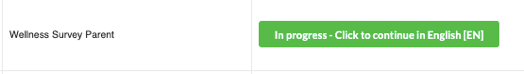 Wellness Survey Parent
In progress - Click to continue in English [EN]